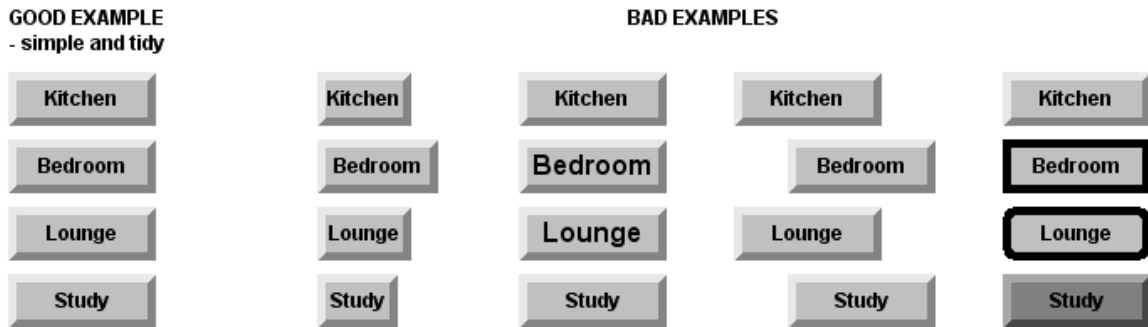 GOOD EXAMPLE
- simple and tidy
BAD EXAMPLES
Kitchen Kitchen Kitchen Kitchen Kitchen
Bedroom Bedroom Bedroom Bedroom Bedroom
Lounge Lounge Lounge Lounge Lounge
Study Study Study Study Study